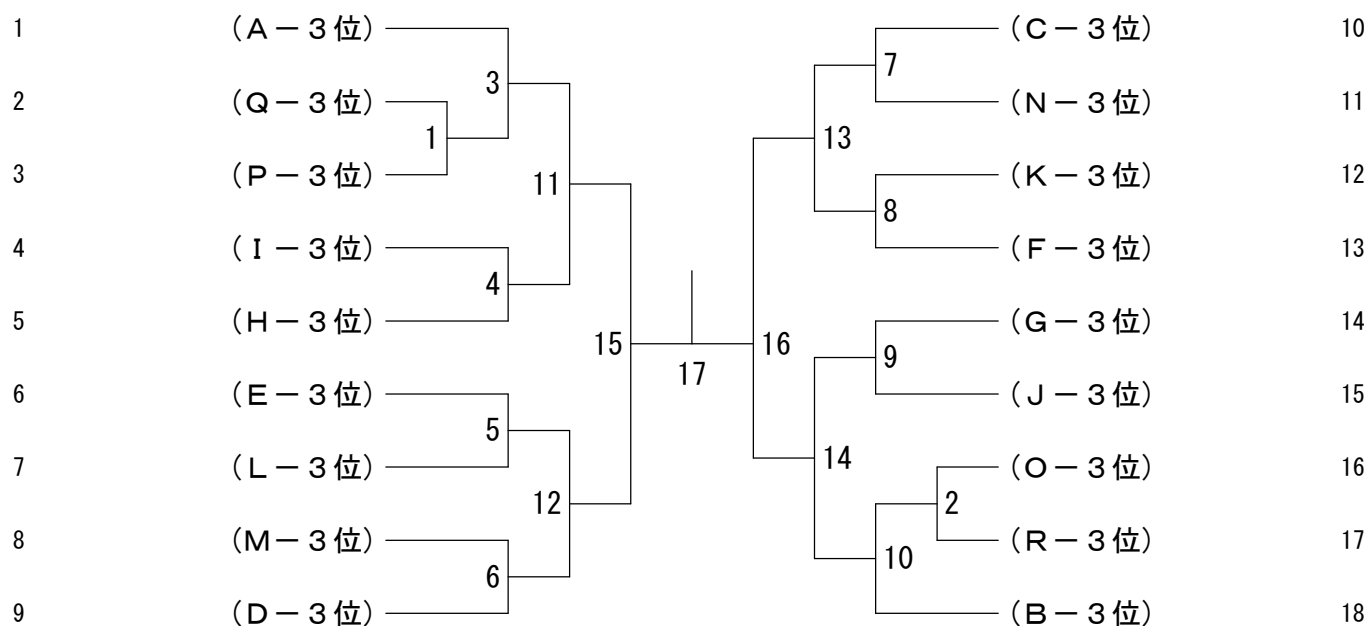 1 (A－3位) (C－3位) 10
3 7
2 (Q－3位) (N－3位) 11
1 13
3 (P－3位) (K－3位) 12
11 8
4 (I－3位) (F－3位) 13
4
5 (H－3位) (G－3位) 14
15 17 16 9
6 (E－3位) (J－3位) 15
5
7 (L－3位) 14 (O－3位) 16
12 2
8 (M－3位) (R－3位) 17
6 10
9 (D－3位) (B－3位) 18